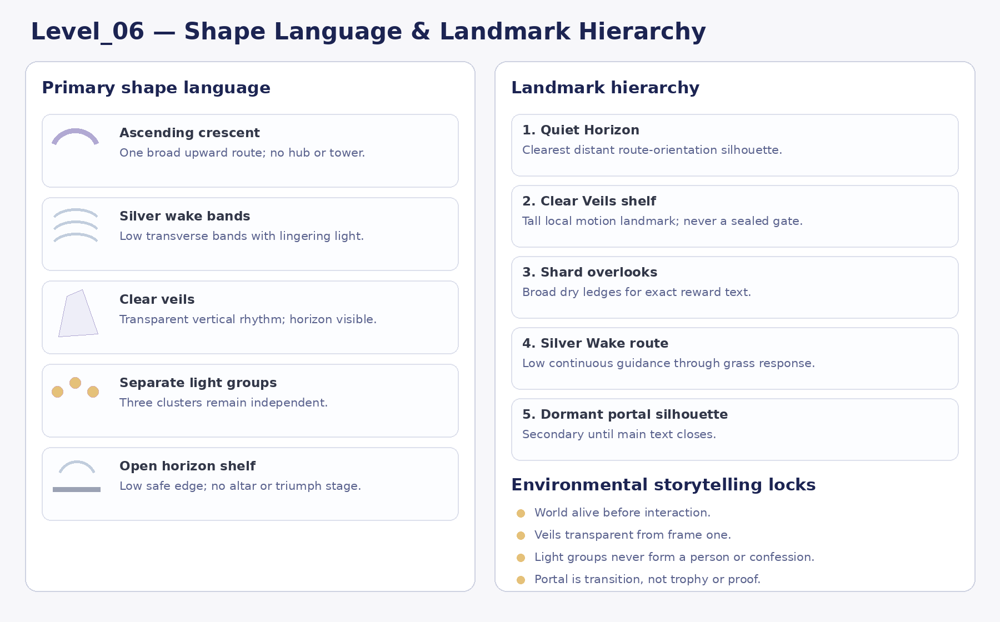 Level_06 — Shape Language & Landmark Hierarchy
Primary shape language
Ascending crescent
One broad upward route; no hub or tower.
Silver wake bands
Low transverse bands with lingering light.
Clear veils
Transparent vertical rhythm; horizon visible.
Separate light groups
Three clusters remain independent.
Open horizon shelf
Low safe edge; no altar or triumph stage.
Landmark hierarchy
1. Quiet Horizon
Clearest distant route-orientation silhouette.
2. Clear Veils shelf
Tall local motion landmark; never a sealed gate.
3. Shard overlooks
Broad dry ledges for exact reward text.
4. Silver Wake route
Low continuous guidance through grass response.
5. Dormant portal silhouette
Secondary until main text closes.
Environmental storytelling locks
World alive before interaction.
Veils transparent from frame one.
Light groups never form a person or confession.
Portal is transition, not trophy or proof.